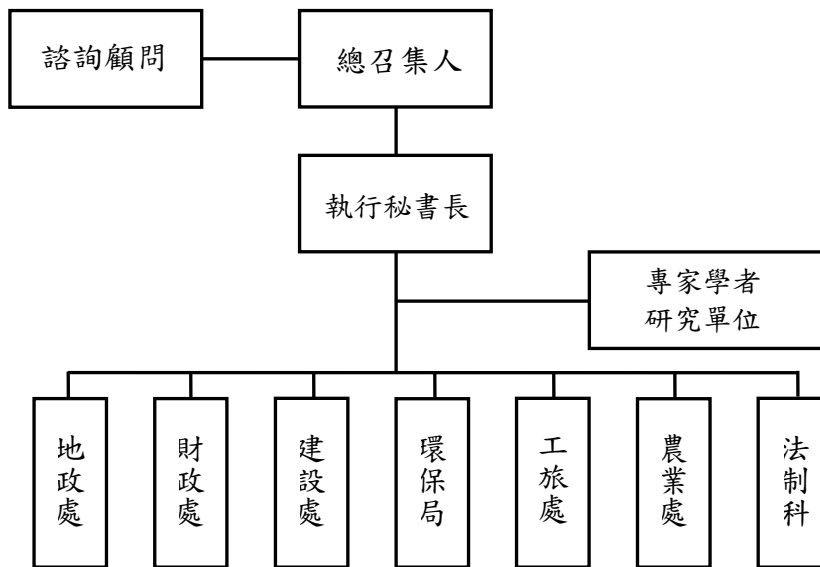 諮詢顧問
總召集人
執行秘書長
專家學者
研究單位
地政處
財政處
建設處
環保局
工旅處
農業處
法制科